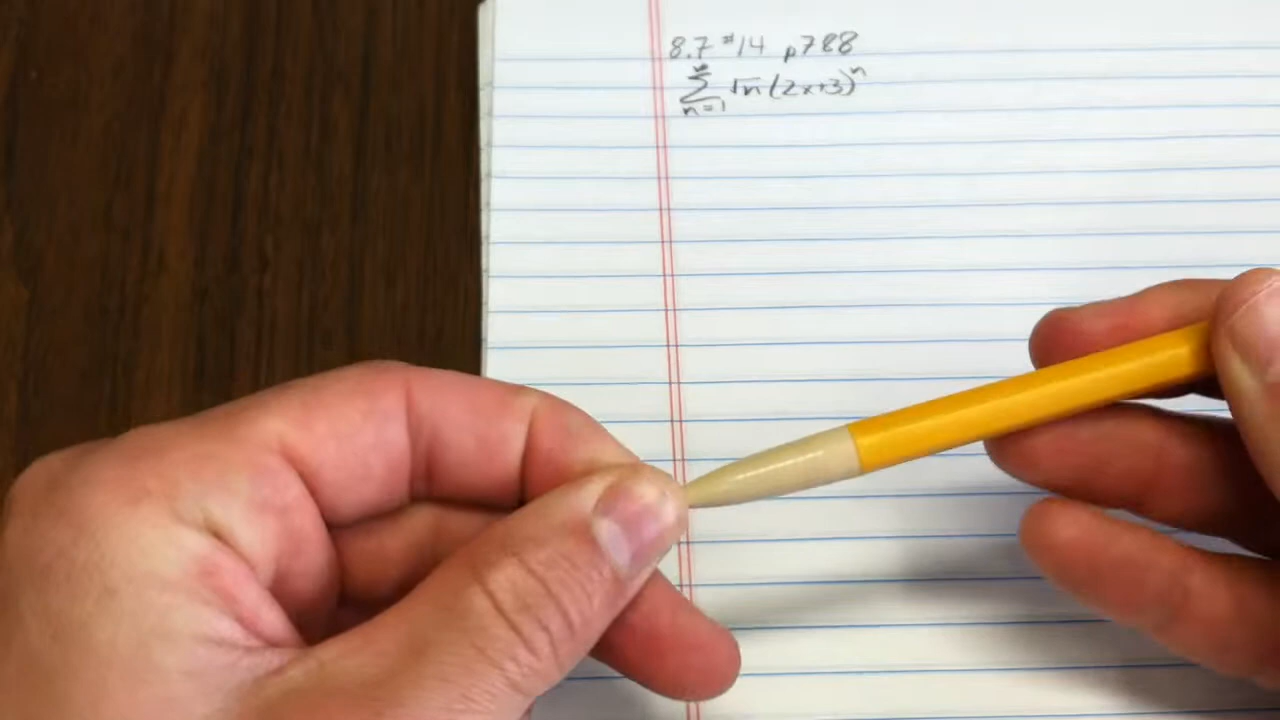 8.7 #14 p788
∞
∑ √n (2x+3)ⁿ
n=1